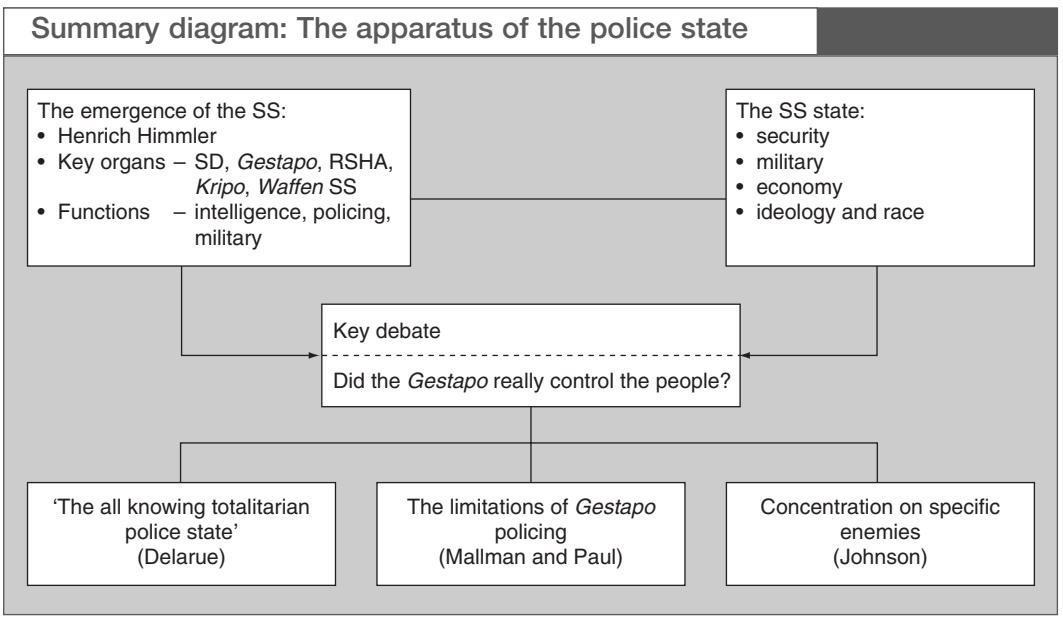 Summary diagram: The apparatus of the police state
The emergence of the SS:
• Henrich Himmler
• Key organs – SD, Gestapo, RSHA,
Kripo, Waffen SS
• Functions – intelligence, policing,
military
The SS state:
• security
• military
• economy
• ideology and race
Key debate
Did the Gestapo really control the people?
‘The all knowing totalitarian
police state’
(Delarue)
The limitations of Gestapo
policing
(Mallman and Paul)
Concentration on specific
enemies
(Johnson)